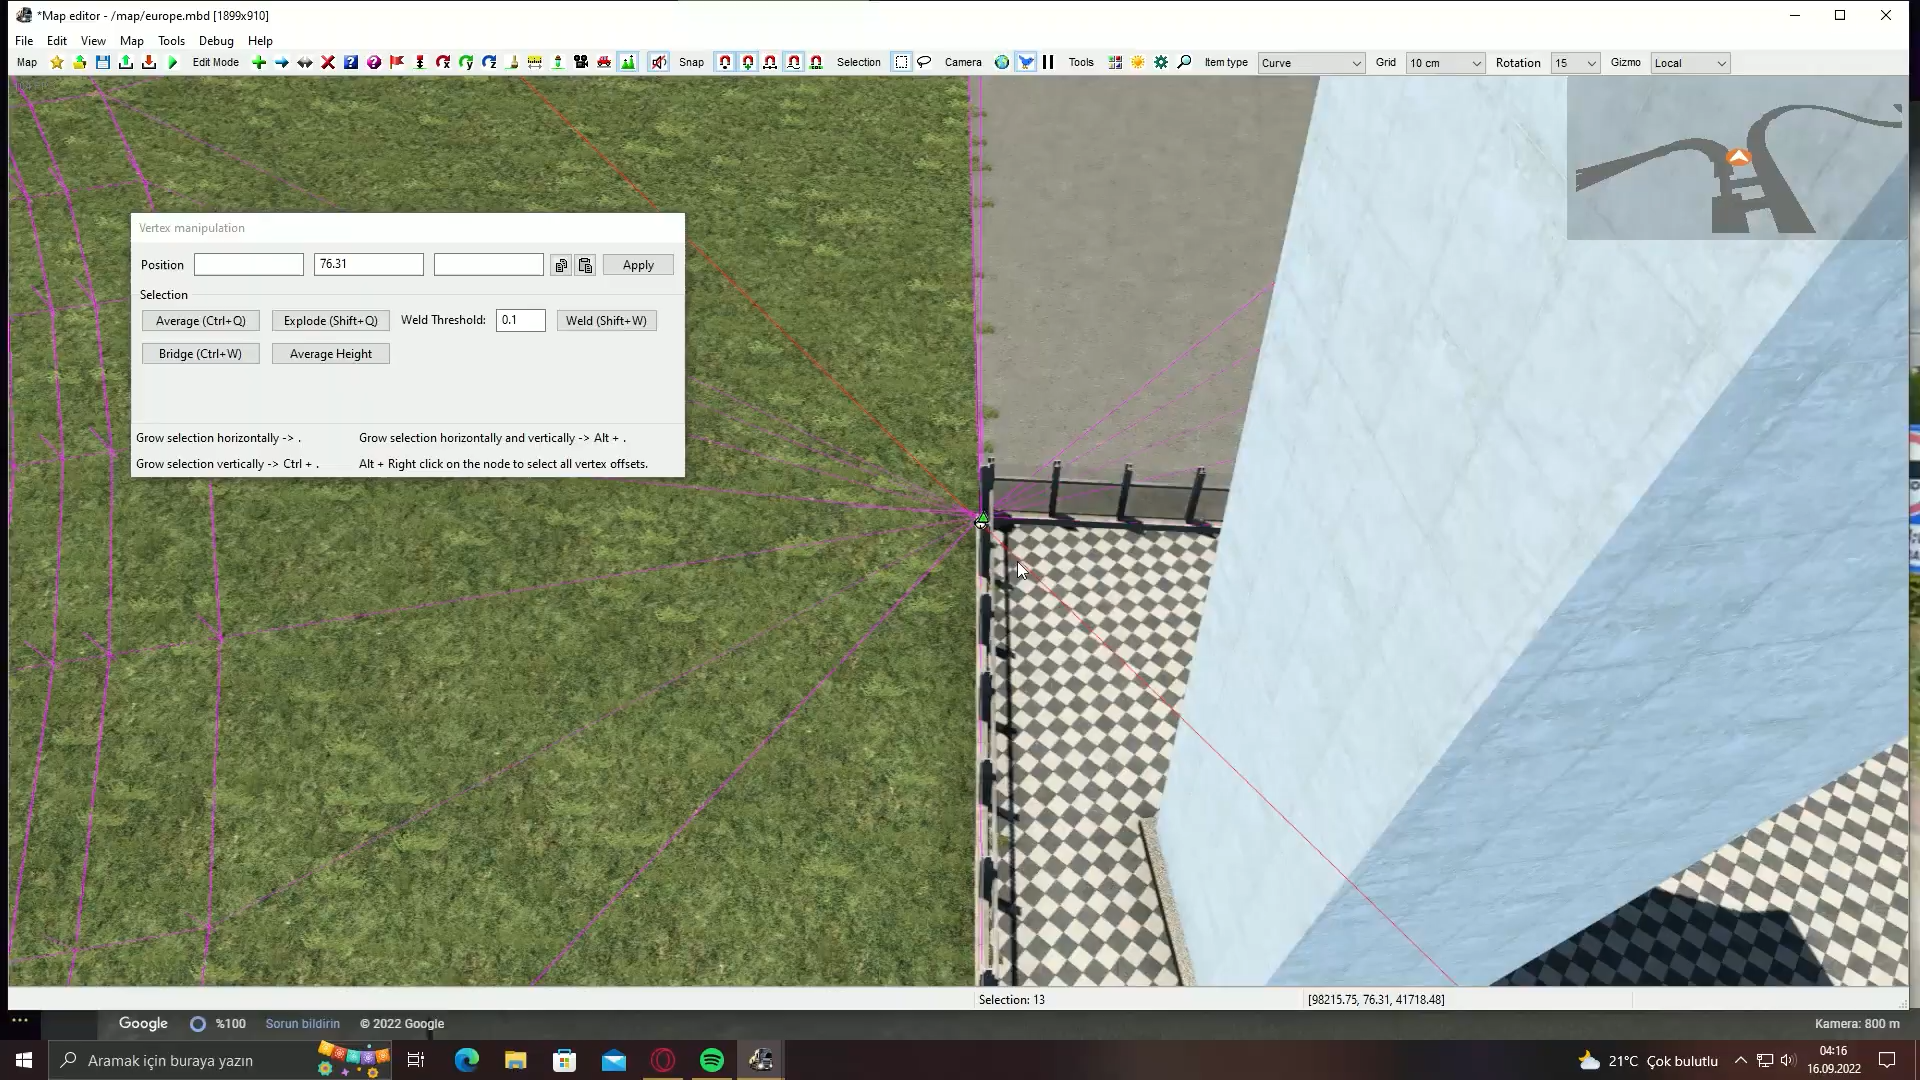 *Map editor - /map/europe.mbd [1899x910]
File Edit View Map Tools Debug Help
Map Edit Mode Snap Selection Camera Tools Item type Curve Grid 10 cm Rotation 15 Gizmo Local
Vertex manipulation
Position 76.31 Apply
Selection
Average (Ctrl+Q) Explode (Shift+Q) Weld Threshold: 0.1 Weld (Shift+W)
Bridge (Ctrl+W) Average Height
Grow selection horizontally -> . Grow selection horizontally and vertically -> Alt + .
Grow selection vertically -> Ctrl + . Alt + Right click on the node to select all vertex offsets.
Selection: 13 [98215.75, 76.31, 41718.48]
Google %100 Sorun bildirin © 2022 Google Kamera: 800 m
Aramak için buraya yazın 21°C Çok bulutlu 04:16
16.09.2022